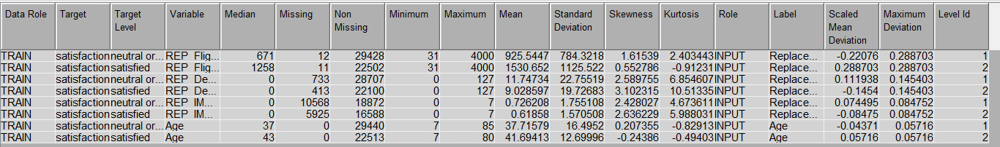 Data Role Target Target Level Variable Median Missing Non Missing Minimum Maximum Mean Standard Deviation Skewness Kurtosis Role Label Scaled Mean Deviation Maximum Deviation Level Id
TRAIN satisfaction neutral or... REP_Flig... 671 12 29428 31 4000 925.5447 784.3218 1.61539 2.403443 INPUT Replace... -0.22076 0.288703 1
TRAIN satisfaction satisfied REP_Flig... 1258 11 22502 31 4000 1530.652 1125.522 0.552786 -0.91231 INPUT Replace... 0.288703 0.288703 2
TRAIN satisfaction neutral or... REP_De... 0 733 28707 0 127 11.74734 22.75519 2.589755 6.854607 INPUT Replace... 0.111938 0.145403 1
TRAIN satisfaction satisfied REP_De... 0 413 22100 0 127 9.028597 19.72683 3.102315 10.51335 INPUT Replace... -0.1454 0.145403 2
TRAIN satisfaction neutral or... REP_IM... 0 10568 18872 0 7 0.726208 1.755108 2.428027 4.673611 INPUT Replace... 0.074495 0.084752 1
TRAIN satisfaction satisfied REP_IM... 0 5925 16588 0 7 0.61858 1.570508 2.636229 5.988031 INPUT Replace... -0.08475 0.084752 2
TRAIN satisfaction neutral or... Age 37 0 29440 7 85 37.71579 16.4952 0.207355 -0.82913 INPUT Age -0.04371 0.05716 1
TRAIN satisfaction satisfied Age 43 0 22513 7 80 41.69413 12.69996 -0.24386 -0.49403 INPUT Age 0.05716 0.05716 2